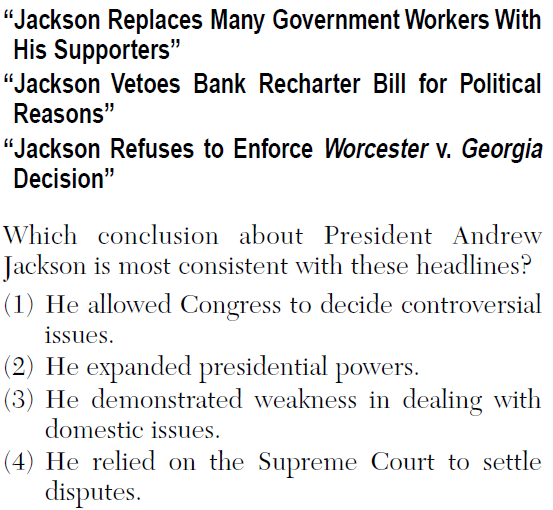 “Jackson Replaces Many Government Workers With
His Supporters”
“Jackson Vetoes Bank Recharter Bill for Political
Reasons”
“Jackson Refuses to Enforce Worcester v. Georgia
Decision”
Which conclusion about President Andrew
Jackson is most consistent with these headlines?
(1) He allowed Congress to decide controversial
issues.
(2) He expanded presidential powers.
(3) He demonstrated weakness in dealing with
domestic issues.
(4) He relied on the Supreme Court to settle
disputes.